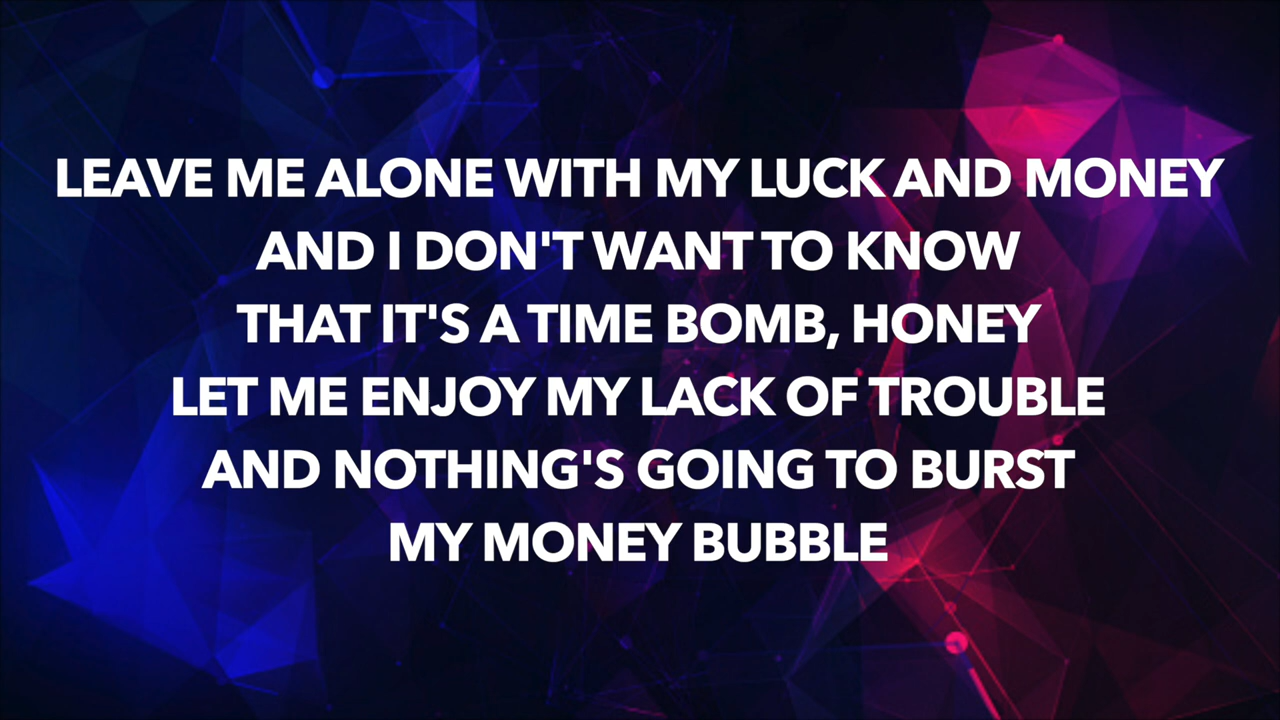 LEAVE ME ALONE WITH MY LUCK AND MONEY
AND I DON'T WANT TO KNOW
THAT IT'S A TIME BOMB, HONEY
LET ME ENJOY MY LACK OF TROUBLE
AND NOTHING'S GOING TO BURST
MY MONEY BUBBLE